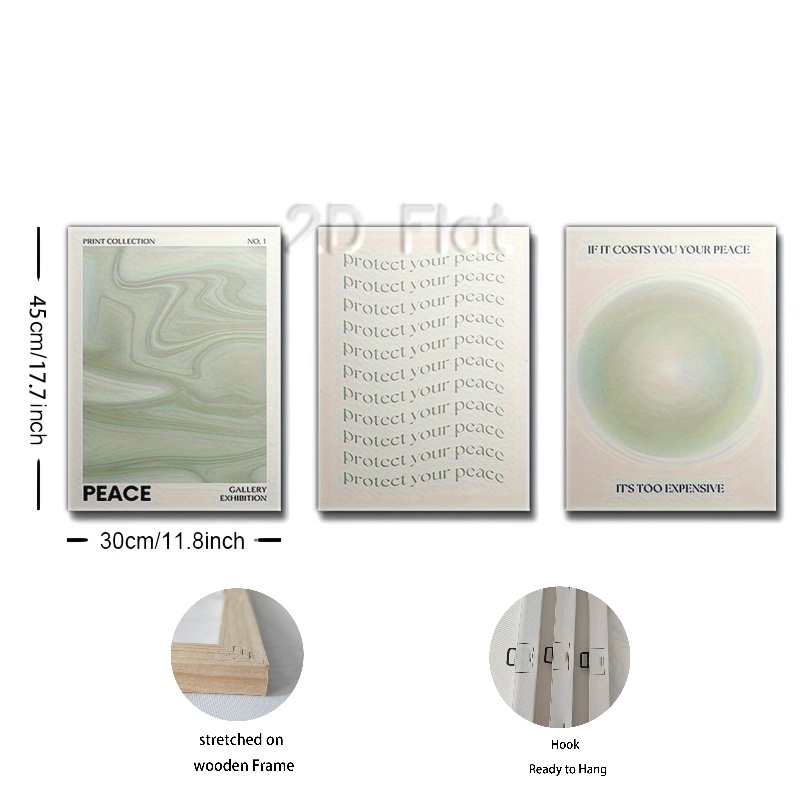 2D Flat
PRINT COLLECTION NO. 1
PEACE
GALLERY
EXHIBITION
protect your peace
protect your peace
protect your peace
protect your peace
protect your peace
protect your peace
protect your peace
protect your peace
protect your peace
protect your peace
protect your peace
IF IT COSTS YOU YOUR PEACE
IT'S TOO EXPENSIVE
45cm/17.7inch
30cm/11.8inch
stretched on
wooden Frame
Hook
Ready to Hang